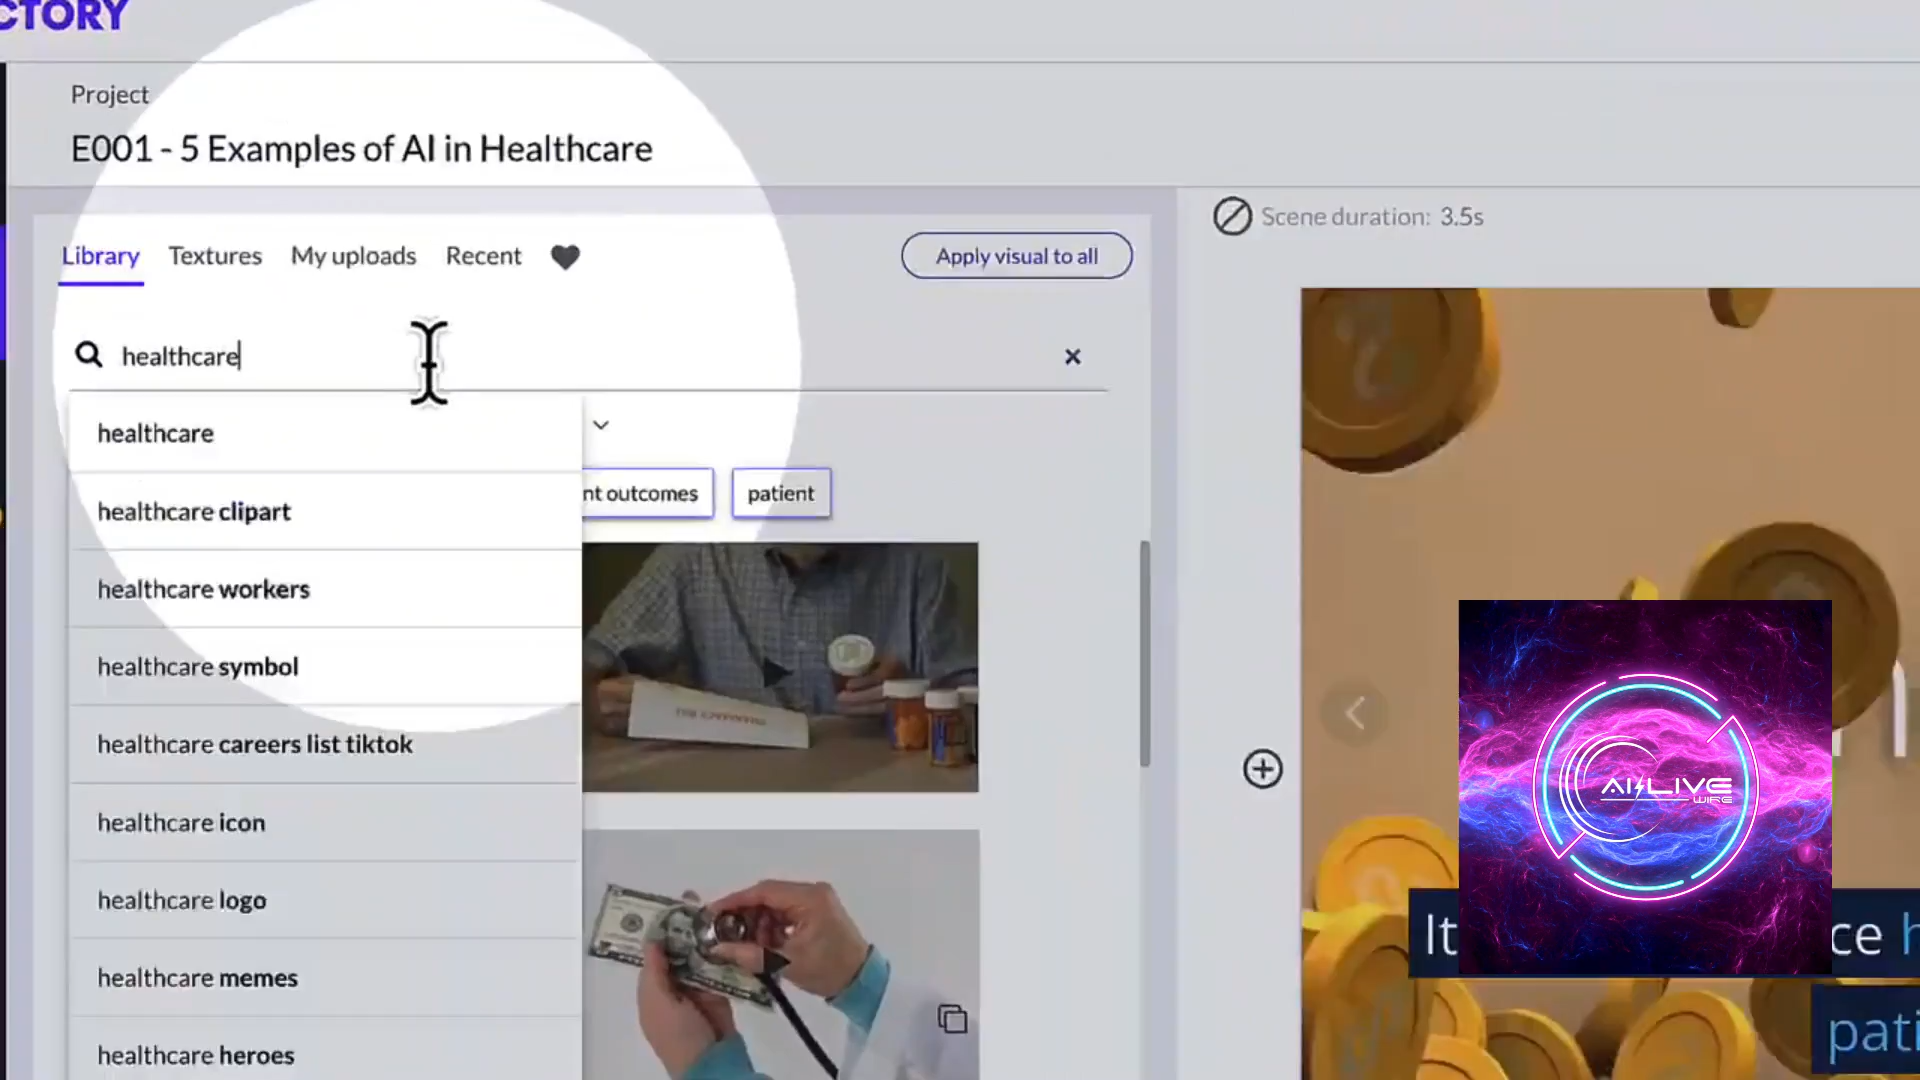 CTORY
Project
E001 - 5 Examples of AI in Healthcare
Library Textures My uploads Recent
Apply visual to all
Scene duration: 3.5s
healthcare
healthcare
healthcare clipart
healthcare workers
healthcare symbol
healthcare careers list tiktok
healthcare icon
healthcare logo
healthcare memes
healthcare heroes
nt outcomes
patient
AI LIVE
WIRE
It
ce h
pati